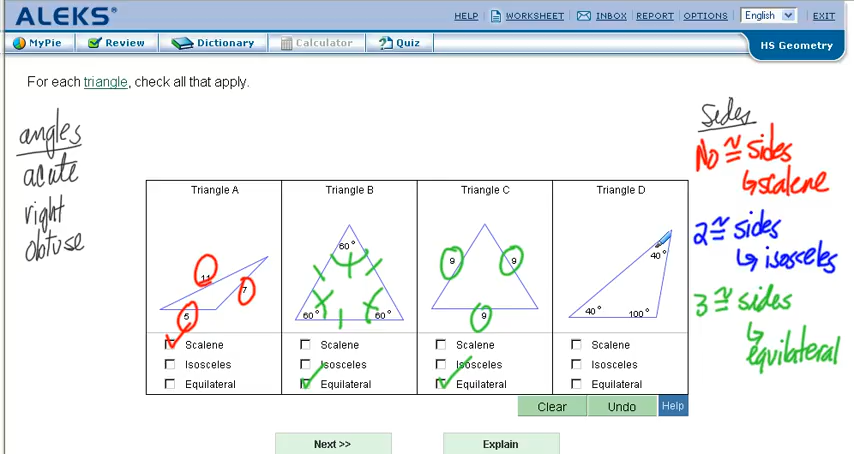 ALEKS®
HELP WORKSHEET INBOX REPORT OPTIONS English EXIT
MyPie Review Dictionary Calculator Quiz
HS Geometry
For each triangle, check all that apply.
angles
acute
right
obtuse
Sides
No ≅ sides
↳ scalene
2 ≅ sides
↳ isosceles
3 ≅ sides
↳ equilateral
Triangle A Triangle B Triangle C Triangle D
11
7
5
60°
60° 60°
9 9
9
40°
40° 100°
Scalene Scalene Scalene Scalene
Isosceles Isosceles Isosceles Isosceles
Equilateral Equilateral Equilateral Equilateral
Clear Undo Help
Next >> Explain